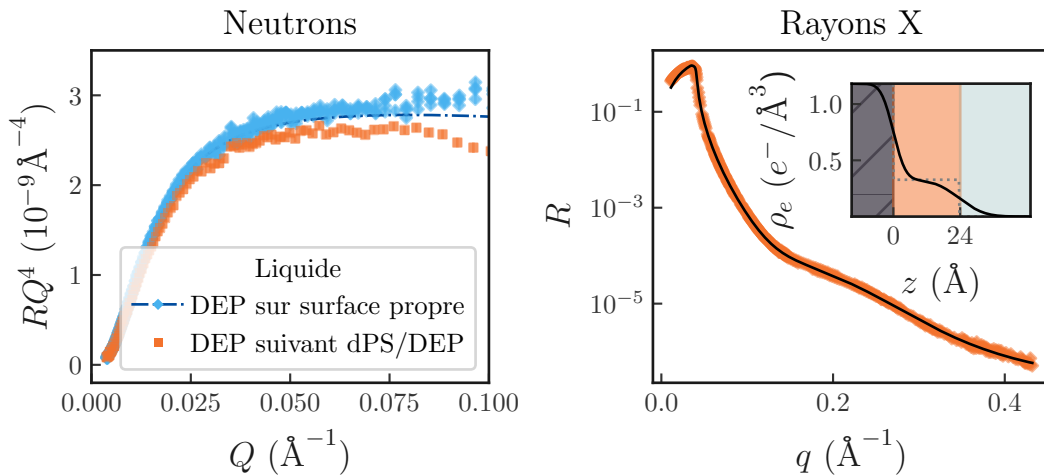 Neutrons
RQ⁴ (10⁻⁹Å⁻⁴)
3
2
1
0
Liquide
DEP sur surface propre
DEP suivant dPS/DEP
0.000 0.025 0.050 0.075 0.100
Q (Å⁻¹)
Rayons X
R
10⁻¹
10⁻³
10⁻⁵
ρₑ (e⁻/Å³)
1.0
0.5
0 24
z (Å)
0.0 0.2 0.4
q (Å⁻¹)